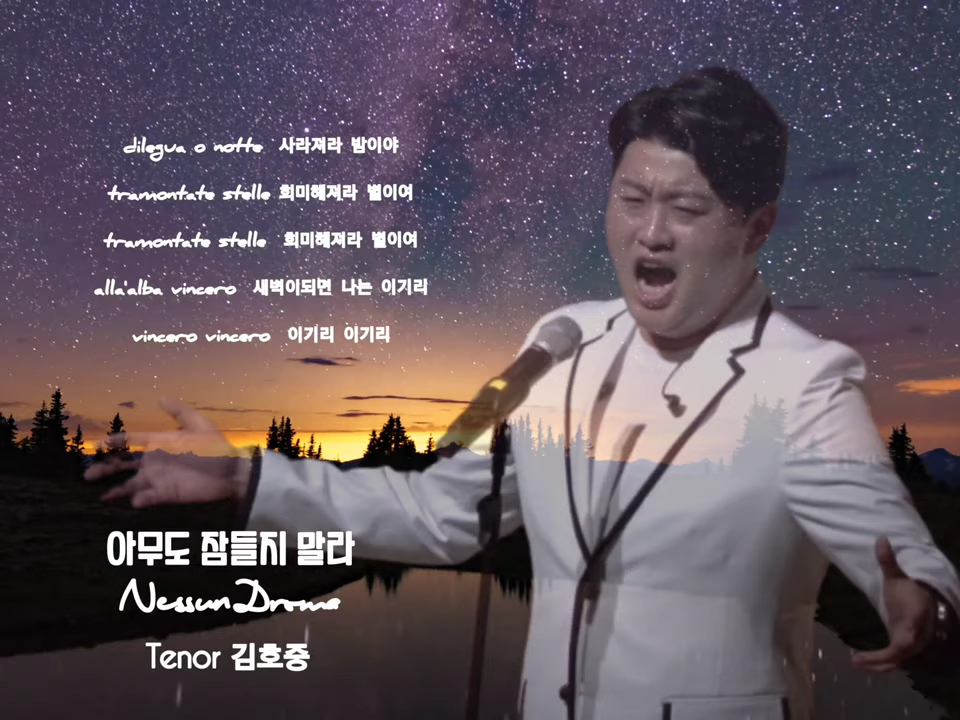 dilegua o notte 사라져라 밤이야
tramontate stelle 희미해져라 별이여
tramontate stelle 희미해져라 별이여
alla'alba vincero 새벽이되면 나는 이기리
vincero vincero 이기리 이기리
아무도 잠들지 말라
Nessun Droma
Tenor 김호중